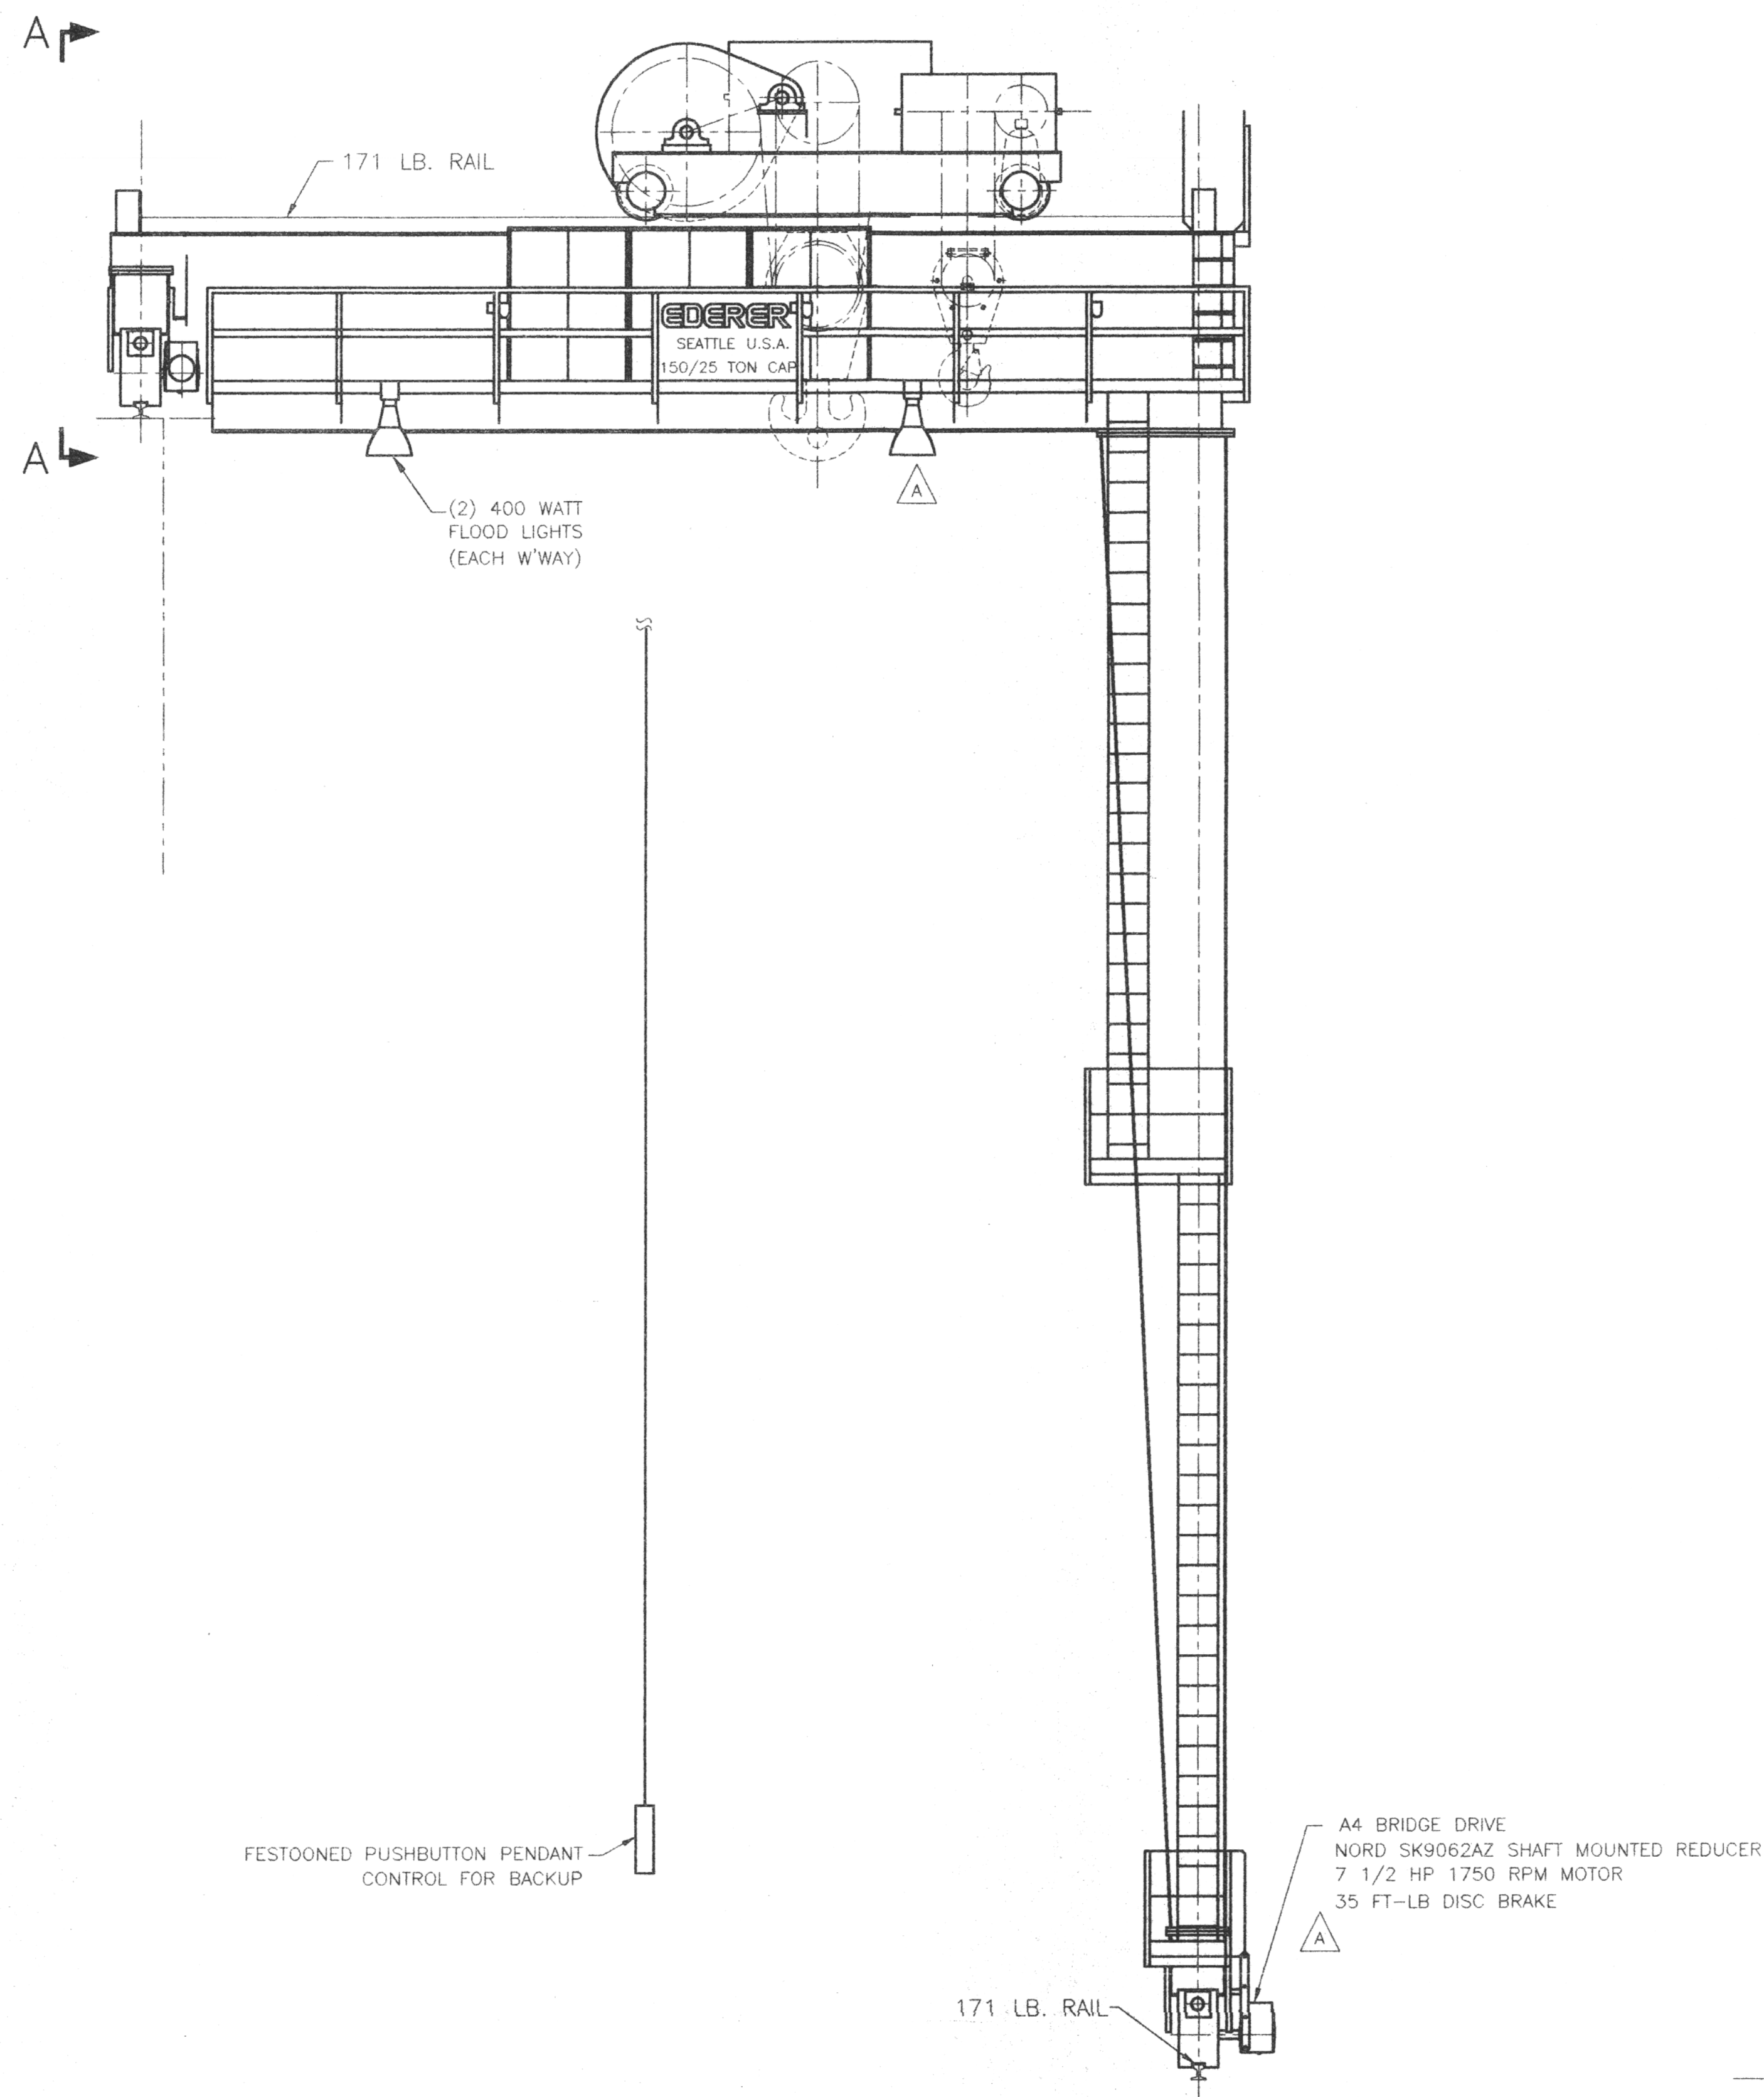 A
171 LB. RAIL
EDERER
SEATTLE U.S.A.
150/25 TON CAP
A
A
(2) 400 WATT
FLOOD LIGHTS
(EACH W'WAY)
FESTOONED PUSHBUTTON PENDANT
CONTROL FOR BACKUP
A4 BRIDGE DRIVE
NORD SK9062AZ SHAFT MOUNTED REDUCER
7 1/2 HP 1750 RPM MOTOR
35 FT-LB DISC BRAKE
A
171 LB. RAIL